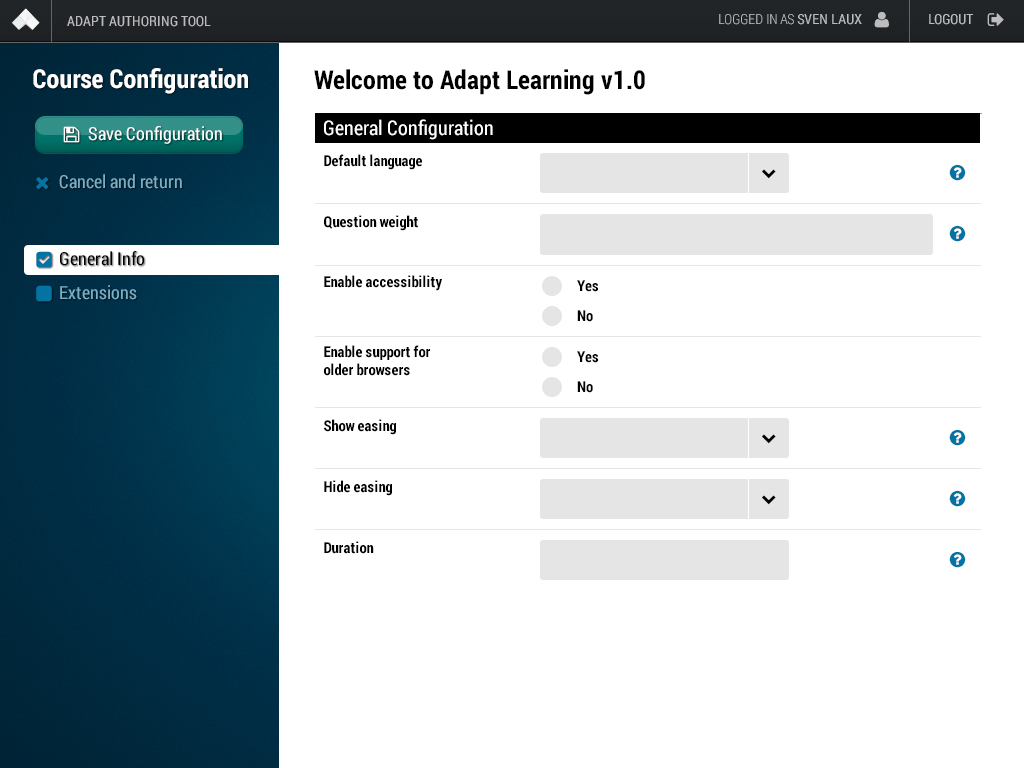 ADAPT AUTHORING TOOL
LOGGED IN AS SVEN LAUX
LOGOUT
Course Configuration
Save Configuration
Cancel and return
General Info
Extensions
Welcome to Adapt Learning v1.0
General Configuration
Default language
Question weight
Enable accessibility
Yes
No
Enable support for
older browsers
Yes
No
Show easing
Hide easing
Duration